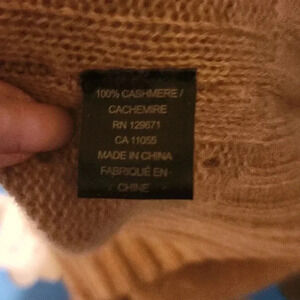 100% CASHMERE /
CACHEMIRE
RN 129671
CA 11055
MADE IN CHINA
FABRIQUÉ EN
CHINE